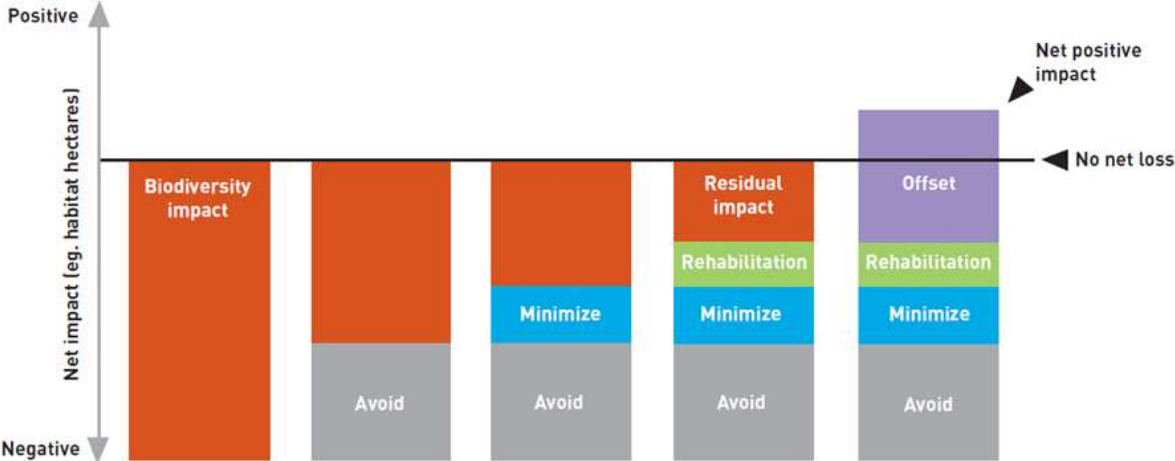 Positive
Net impact (eg. habitat hectares)
Negative
Biodiversity
impact
Avoid
Minimize
Avoid
Residual
impact
Rehabilitation
Minimize
Avoid
Offset
Rehabilitation
Minimize
Avoid
Net positive
impact
No net loss